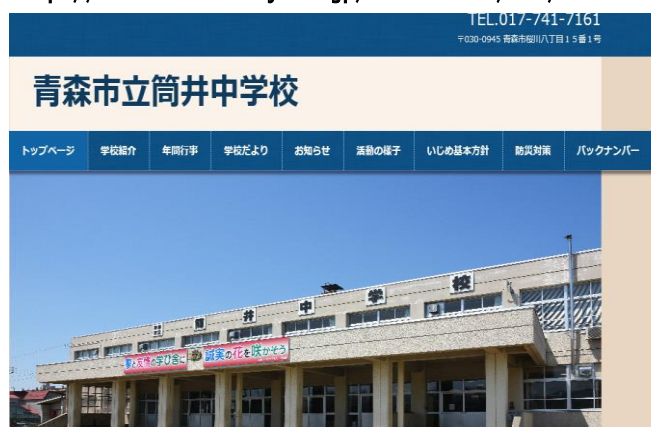 TEL.017-741-7161
〒030-0945 青森市桜川八丁目15番1号
青森市立筒井中学校
トップページ 学校紹介 年間行事 学校だより お知らせ 活動の様子 いじめ基本方針 防災対策 バックナンバー
筒井中学校
の学び舎に 誠実の花を咲かそう